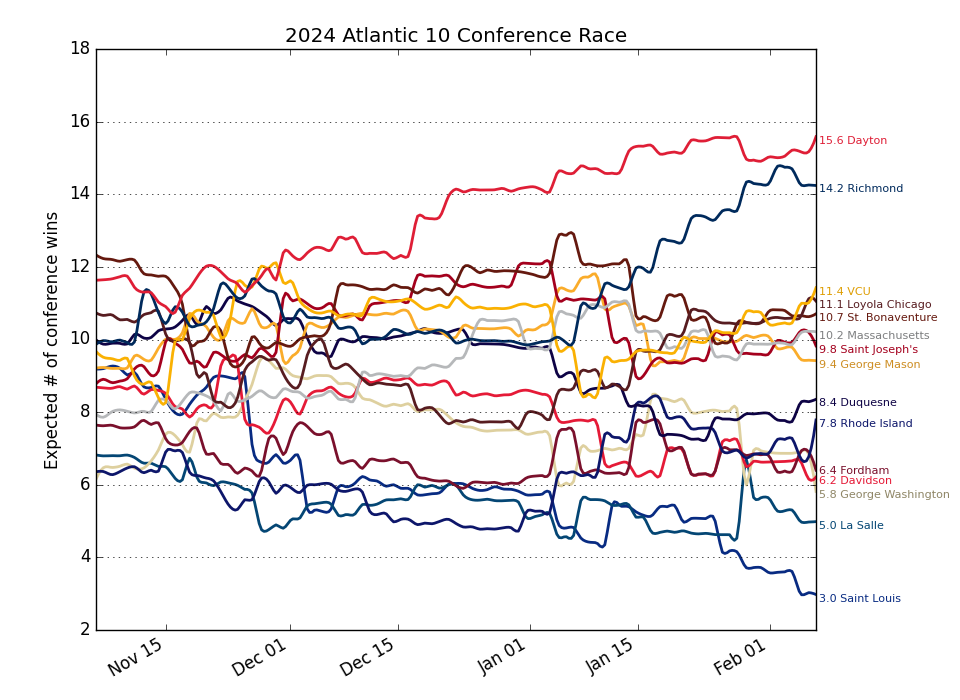 2024 Atlantic 10 Conference Race
Expected # of conference wins
18
16
14
12
10
8
6
4
2
Nov 15
Dec 01
Dec 15
Jan 01
Jan 15
Feb 01
15.6 Dayton
14.2 Richmond
11.4 VCU
11.1 Loyola Chicago
10.7 St. Bonaventure
10.2 Massachusetts
9.8 Saint Joseph's
9.4 George Mason
8.4 Duquesne
7.8 Rhode Island
6.4 Fordham
6.2 Davidson
5.8 George Washington
5.0 La Salle
3.0 Saint Louis